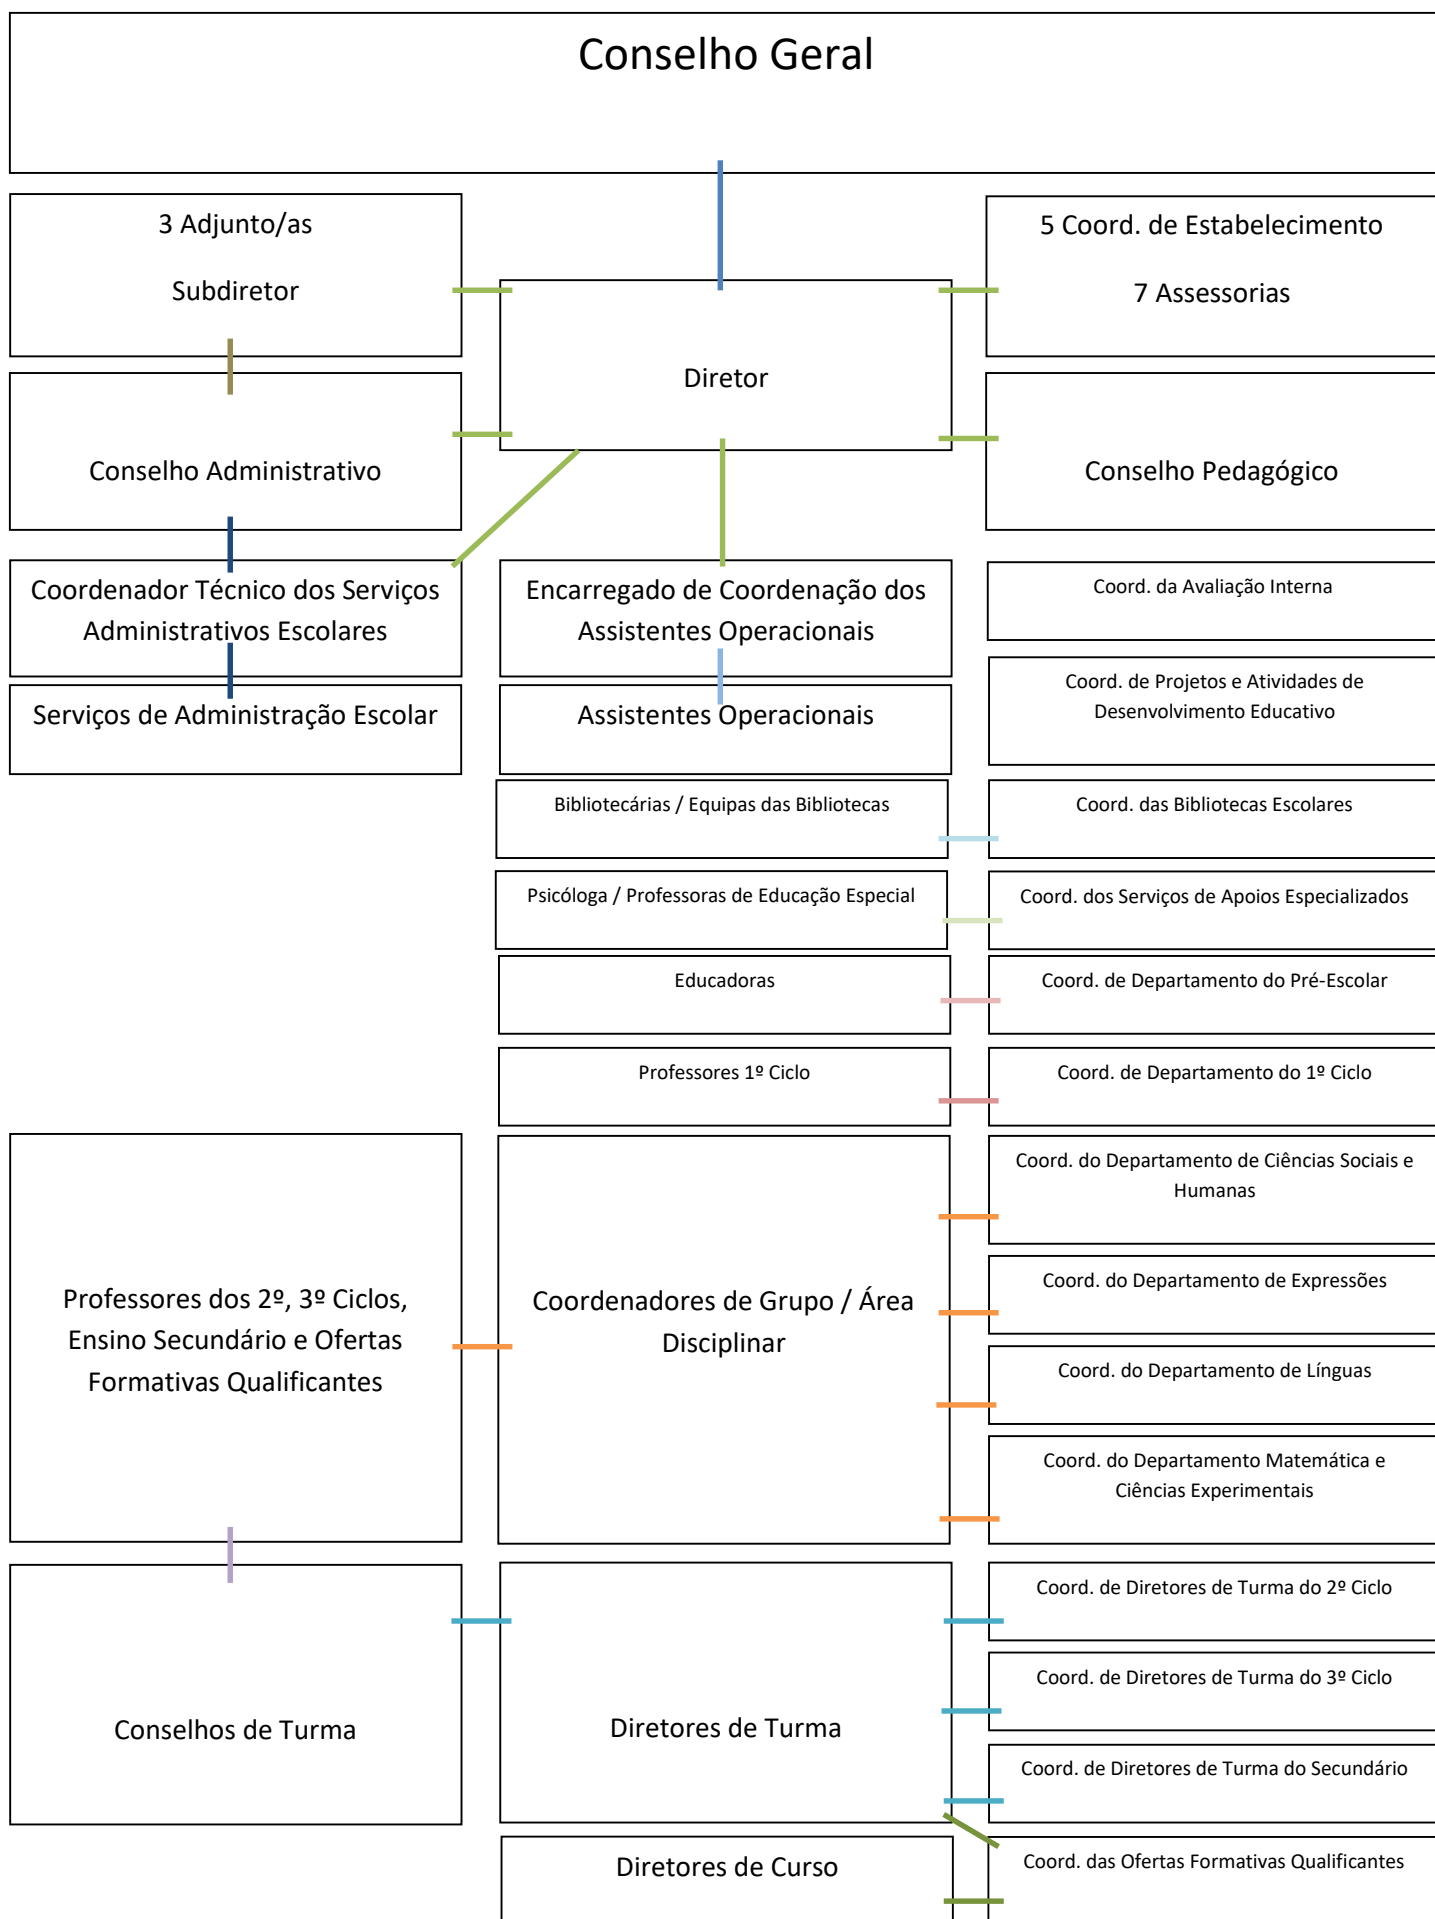 Conselho Geral
3 Adjunto/as
Subdiretor
5 Coord. de Estabelecimento
7 Assessorias
Diretor
Conselho Administrativo
Conselho Pedagógico
Coordenador Técnico dos Serviços
Administrativos Escolares
Encarregado de Coordenação dos
Assistentes Operacionais
Coord. da Avaliação Interna
Serviços de Administração Escolar
Assistentes Operacionais
Coord. de Projetos e Atividades de
Desenvolvimento Educativo
Bibliotecárias / Equipas das Bibliotecas
Coord. das Bibliotecas Escolares
Psicóloga / Professoras de Educação Especial
Coord. dos Serviços de Apoios Especializados
Educadoras
Coord. de Departamento do Pré-Escolar
Professores 1º Ciclo
Coord. de Departamento do 1º Ciclo
Professores dos 2º, 3º Ciclos,
Ensino Secundário e Ofertas
Formativas Qualificantes
Coordenadores de Grupo / Área
Disciplinar
Coord. do Departamento de Ciências Sociais e
Humanas
Coord. do Departamento de Expressões
Coord. do Departamento de Línguas
Coord. do Departamento Matemática e
Ciências Experimentais
Conselhos de Turma
Diretores de Turma
Coord. de Diretores de Turma do 2º Ciclo
Coord. de Diretores de Turma do 3º Ciclo
Coord. de Diretores de Turma do Secundário
Diretores de Curso
Coord. das Ofertas Formativas Qualificantes